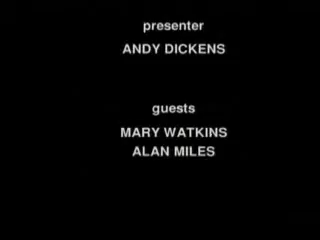 presenter
ANDY DICKENS
guests
MARY WATKINS
ALAN MILES